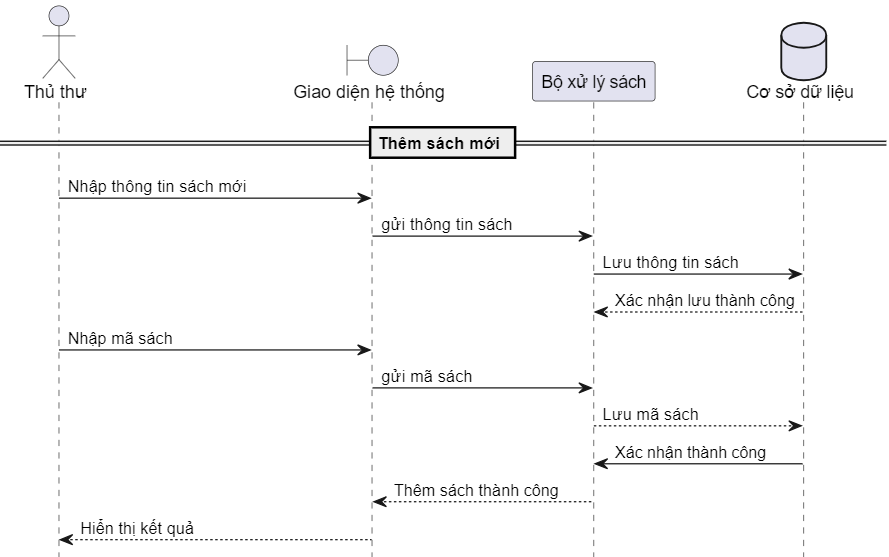 Thủ thư
Giao diện hệ thống
Bộ xử lý sách
Cơ sở dữ liệu
Thêm sách mới
Nhập thông tin sách mới
gửi thông tin sách
Lưu thông tin sách
Xác nhận lưu thành công
Nhập mã sách
gửi mã sách
Lưu mã sách
Xác nhận thành công
Thêm sách thành công
Hiển thị kết quả